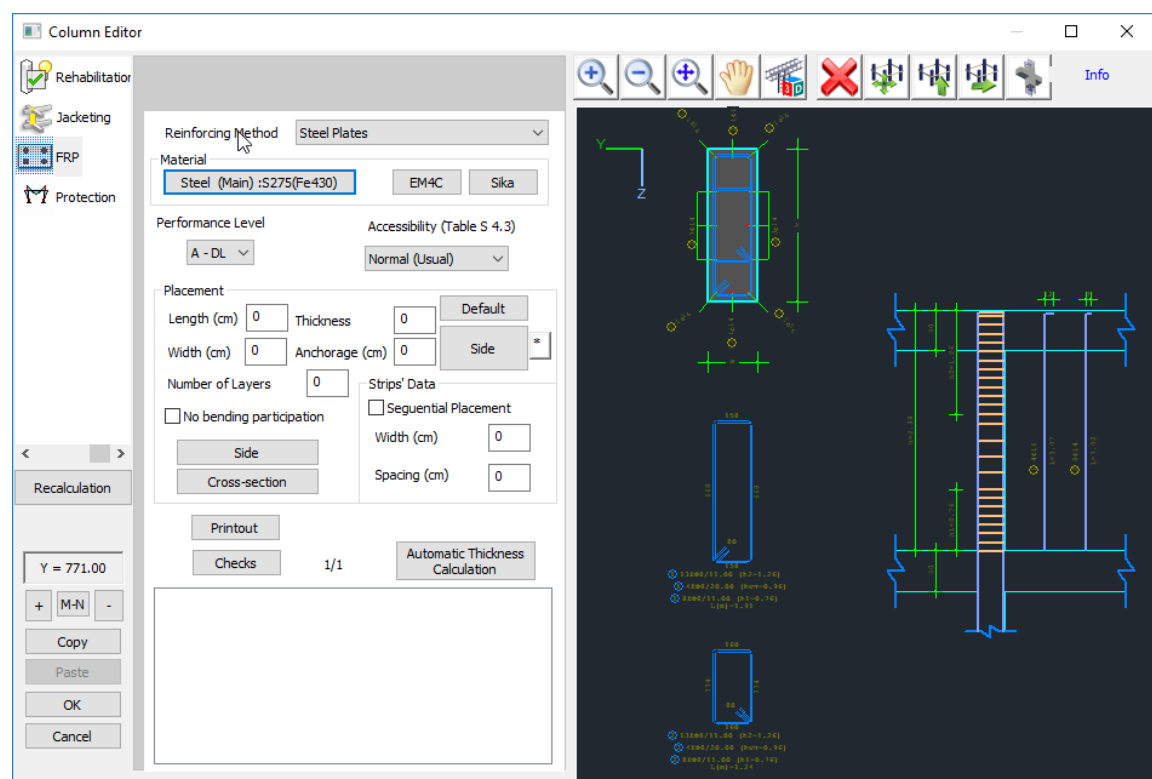 Column Editor
Rehabilitation
Jacketing
FRP
Protection
Info
Reinforcing Method
Steel Plates
Material
Steel (Main) :S275(Fe430)
EM4C
Sika
Performance Level
Accessibility (Table S 4.3)
A - DL
Normal (Usual)
Placement
Length (cm) 0
Thickness 0
Default
Width (cm) 0
Anchorage (cm) 0
Side
*
Number of Layers 0
Strips' Data
No bending participation
Seguential Placement
Width (cm) 0
Side
Spacing (cm) 0
Cross-section
Recalculation
Printout
Checks
1/1
Automatic Thickness
Calculation
Y = 771.00
+ M-N -
Copy
Paste
OK
Cancel
3D
Y
Z